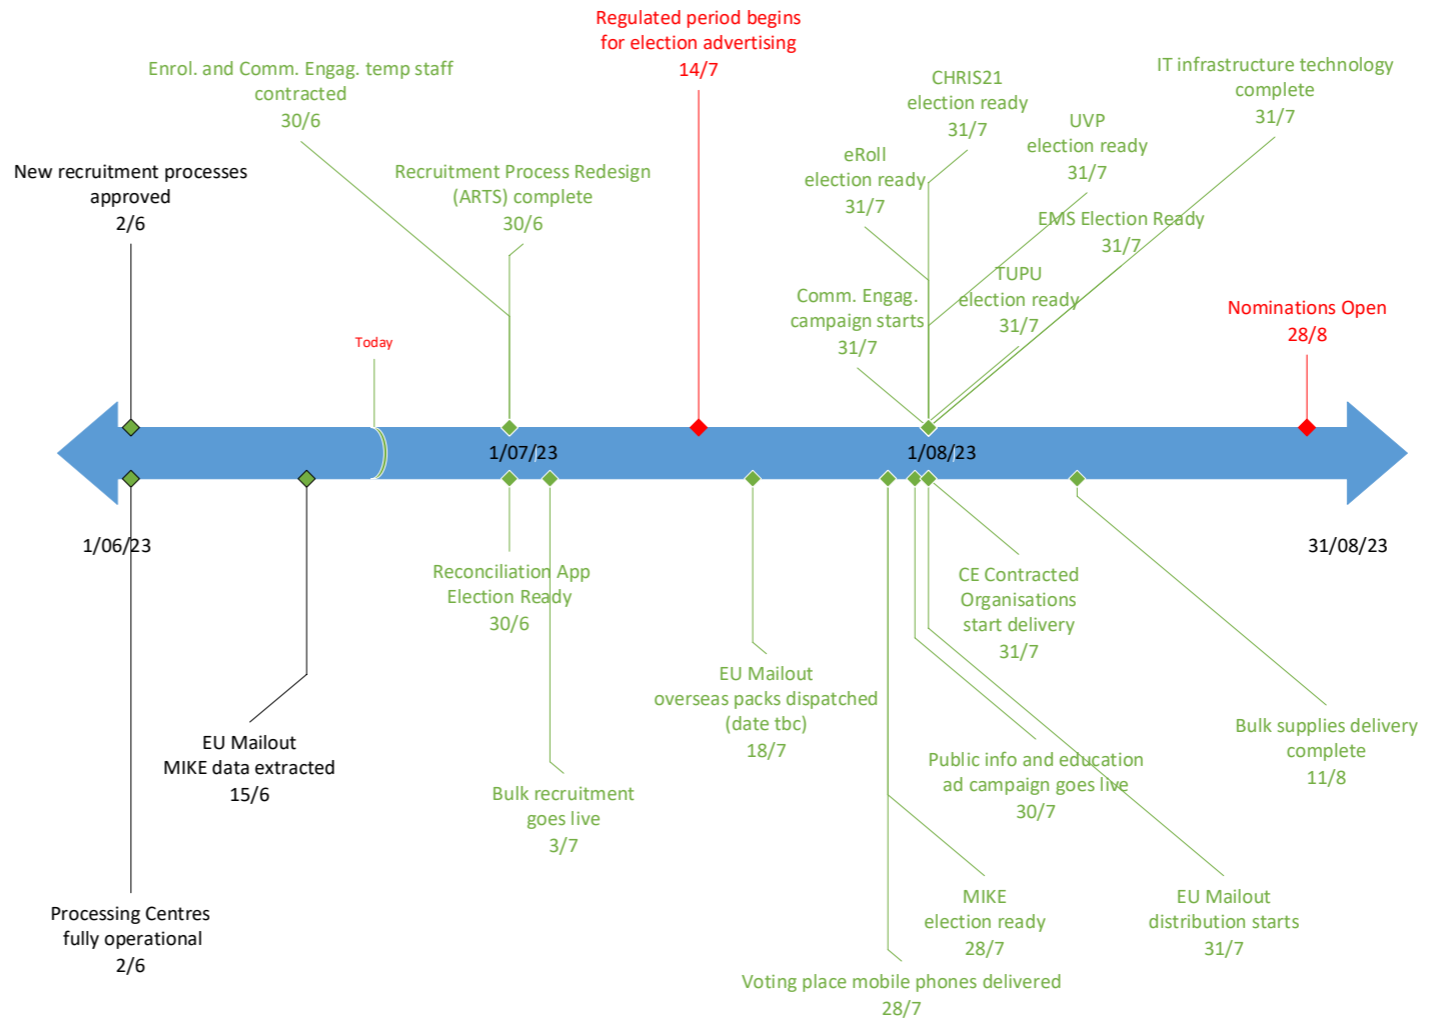 Regulated period begins
for election advertising
14/7
Enrol. and Comm. Engag. temp staff
contracted
30/6
IT infrastructure technology
complete
31/7
CHRIS21
election ready
31/7
UVP
election ready
31/7
eRoll
election ready
31/7
New recruitment processes
approved
2/6
Recruitment Process Redesign
(ARTS) complete
30/6
EMS Election Ready
31/7
TUPU
election ready
31/7
Comm. Engag.
campaign starts
31/7
Nominations Open
28/8
Today
1/07/23
1/08/23
1/06/23
31/08/23
Reconciliation App
Election Ready
30/6
CE Contracted
Organisations
start delivery
31/7
EU Mailout
overseas packs dispatched
(date tbc)
18/7
Bulk supplies delivery
complete
11/8
EU Mailout
MIKE data extracted
15/6
Public info and education
ad campaign goes live
30/7
Bulk recruitment
goes live
3/7
Processing Centres
fully operational
2/6
MIKE
election ready
28/7
EU Mailout
distribution starts
31/7
Voting place mobile phones delivered
28/7